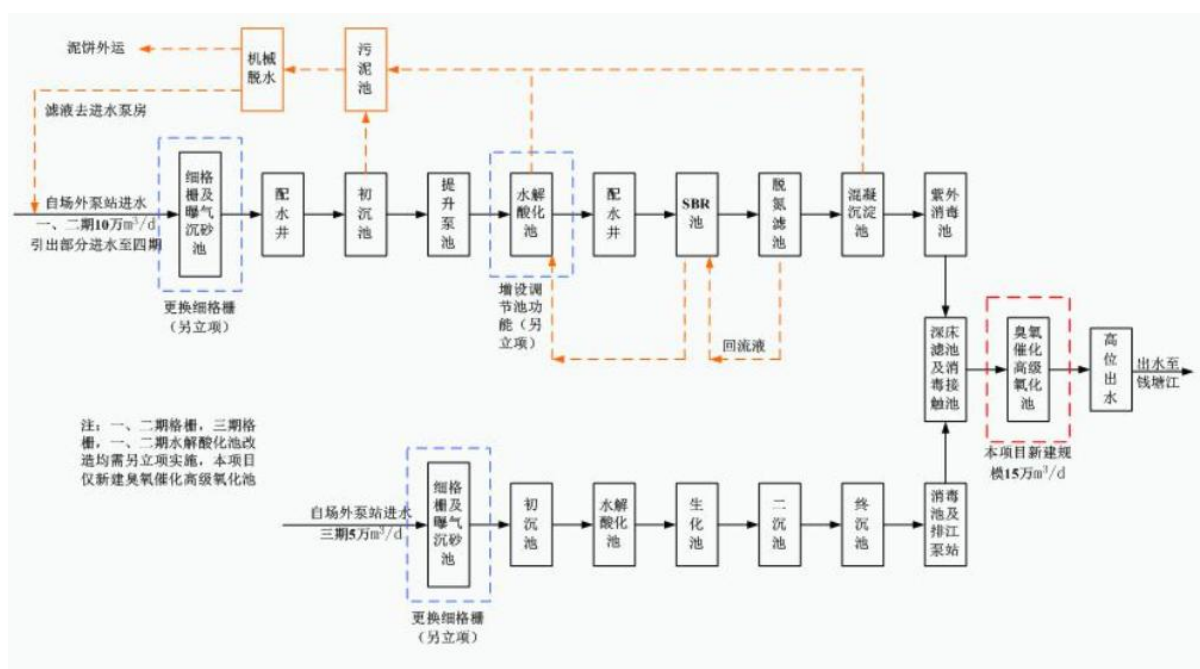 泥饼外运
机械
脱水
污
泥
池
滤液去进水泵房
自场外泵站进水
一、二期10万m³/d
引出部分进水至四期
细格
栅及
曝气
沉砂
池
更换细格栅
（另立项）
配
水
井
初
沉
池
提
升
泵
池
水解
酸化
池
增设调
节池功
能（另
立项）
配
水
井
SBR
池
脱
氮
滤
池
回流液
混凝
沉淀
池
紫外
消毒
池
深床
滤池
及消
毒接
触池
臭氧
催化
高级
氧化
池
本项目新建规
模15万m³/d
高
位
出
水
出水至
钱塘江
注：一、二期格栅，三期格
栅，一、二期水解酸化池改
造均需另立项实施，本项目
仅新建臭氧催化高级氧化池
自场外泵站进水
三期5万m³/d
细格
栅及
曝气
沉砂
池
更换细格栅
（另立项）
初
沉
池
水解
酸化
池
生
化
池
二
沉
池
终
沉
池
消毒
池及
排江
泵站